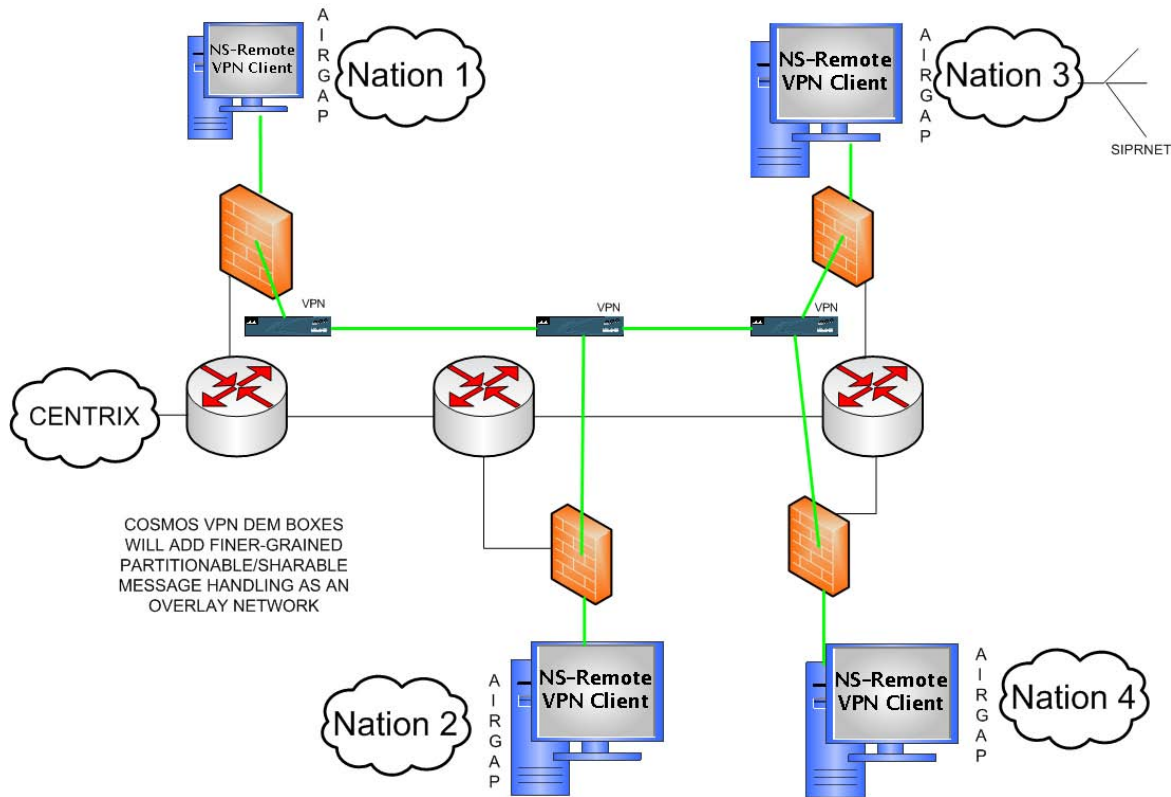 A
I
R
G
A
P
NS-Remote
VPN Client
Nation 1
A
I
R
G
A
P
NS-Remote
VPN Client
Nation 3
SIPRNET
VPN
VPN
VPN
CENTRIX
COSMOS VPN DEM BOXES
WILL ADD FINER-GRAINED
PARTITIONABLE/SHARABLE
MESSAGE HANDLING AS AN
OVERLAY NETWORK
Nation 2
A
I
R
G
A
P
NS-Remote
VPN Client
NS-Remote
VPN Client
A
I
R
G
A
P
Nation 4